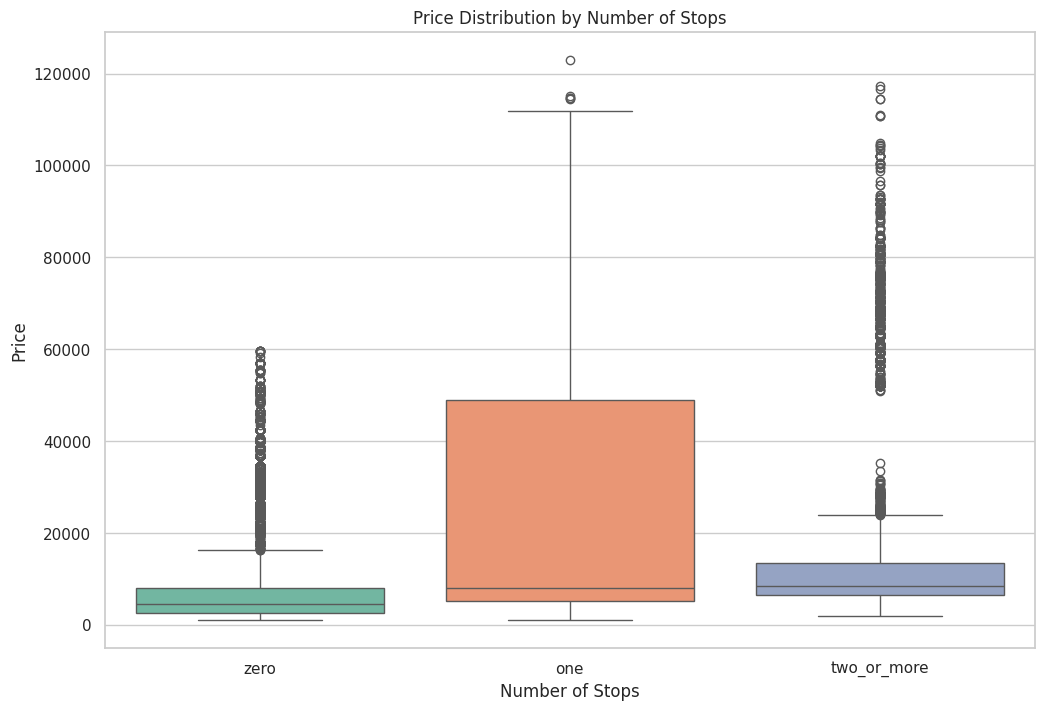 Price Distribution by Number of Stops
120000
100000
80000
60000
40000
20000
0
Price
zero one two_or_more
Number of Stops